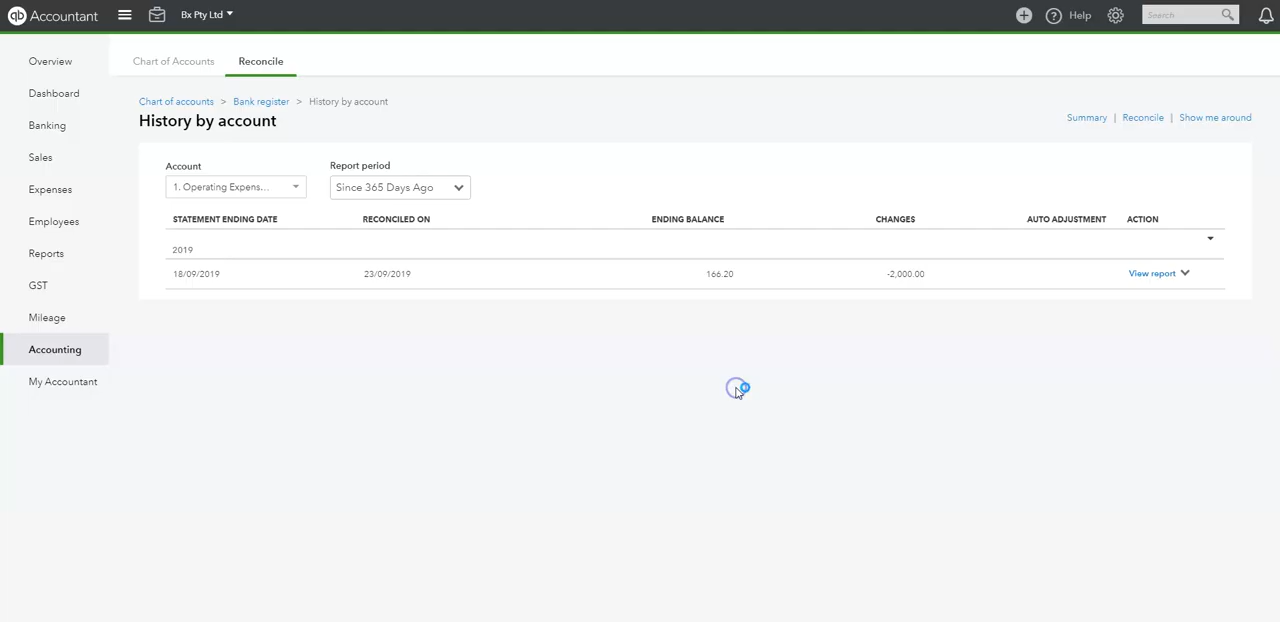 qb Accountant
Bx Pty Ltd
Help
Search
Overview
Dashboard
Banking
Sales
Expenses
Employees
Reports
GST
Mileage
Accounting
My Accountant
Chart of Accounts Reconcile
Chart of accounts > Bank register > History by account
History by account
Summary | Reconcile | Show me around
Account Report period
1. Operating Expens... Since 365 Days Ago
STATEMENT ENDING DATE RECONCILED ON ENDING BALANCE CHANGES AUTO ADJUSTMENT ACTION
2019
18/09/2019 23/09/2019 166.20 -2,000.00 View report